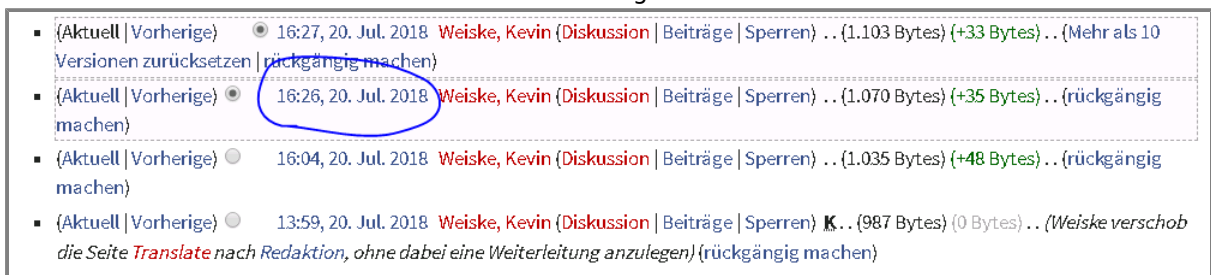 (Aktuell | Vorherige) 16:27, 20. Jul. 2018 Weiske, Kevin (Diskussion | Beiträge | Sperren) . . (1.103 Bytes) (+33 Bytes) . . (Mehr als 10
Versionen zurücksetzen | rückgängig machen)
(Aktuell | Vorherige) 16:26, 20. Jul. 2018 Weiske, Kevin (Diskussion | Beiträge | Sperren) . . (1.070 Bytes) (+35 Bytes) . . (rückgängig
machen)
(Aktuell | Vorherige) 16:04, 20. Jul. 2018 Weiske, Kevin (Diskussion | Beiträge | Sperren) . . (1.035 Bytes) (+48 Bytes) . . (rückgängig
machen)
(Aktuell | Vorherige) 13:59, 20. Jul. 2018 Weiske, Kevin (Diskussion | Beiträge | Sperren) K . . (987 Bytes) (0 Bytes) . . (Weiske verschob
die Seite Translate nach Redaktion, ohne dabei eine Weiterleitung anzulegen) (rückgängig machen)